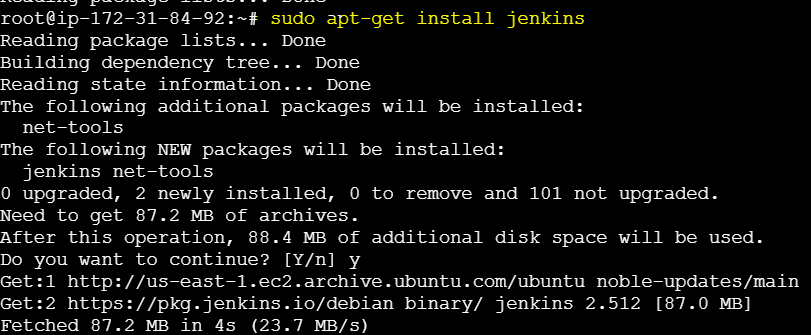 Reading package lists... Done
root@ip-172-31-84-92:~# sudo apt-get install jenkins
Reading package lists... Done
Building dependency tree... Done
Reading state information... Done
The following additional packages will be installed:
  net-tools
The following NEW packages will be installed:
  jenkins net-tools
0 upgraded, 2 newly installed, 0 to remove and 101 not upgraded.
Need to get 87.2 MB of archives.
After this operation, 88.4 MB of additional disk space will be used.
Do you want to continue? [Y/n] y
Get:1 http://us-east-1.ec2.archive.ubuntu.com/ubuntu noble-updates/main
Get:2 https://pkg.jenkins.io/debian binary/ jenkins 2.512 [87.0 MB]
Fetched 87.2 MB in 4s (23.7 MB/s)